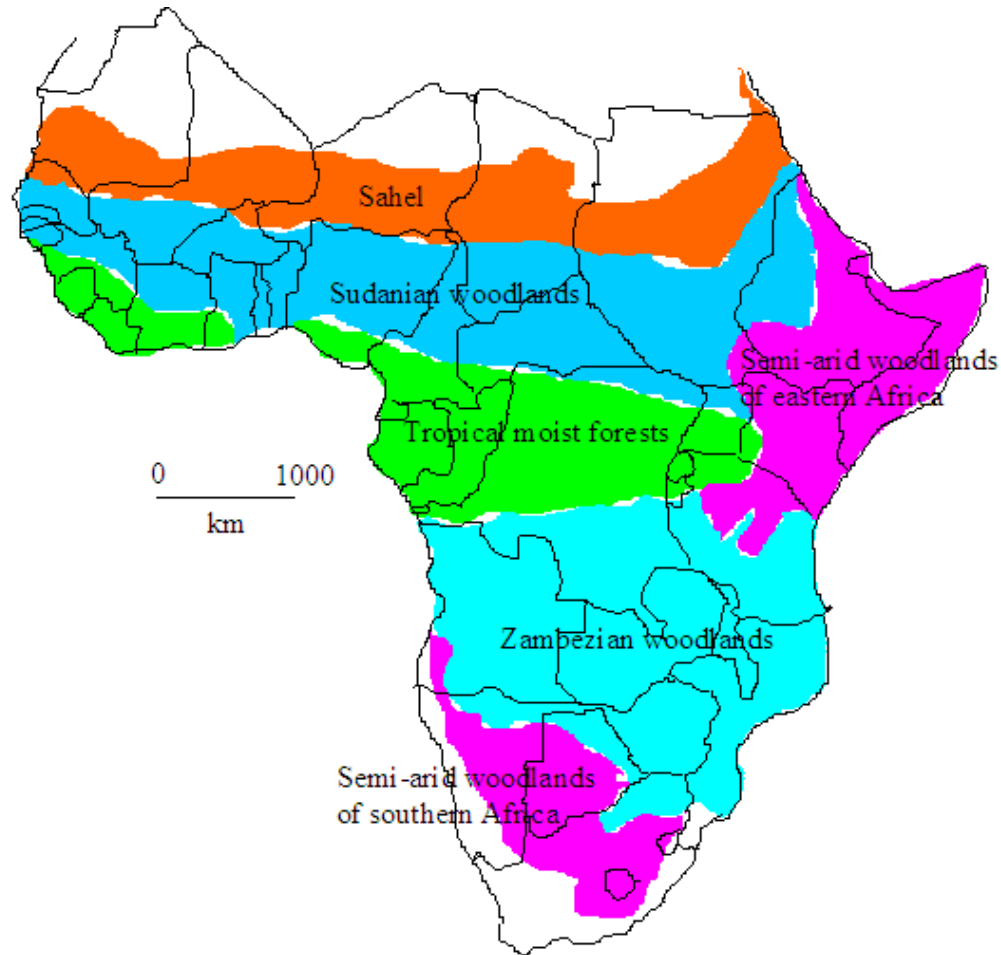 Sahel
Sudanian woodlands
Semi-arid woodlands
of eastern Africa
Tropical moist forests
0 1000
km
Zambezian woodlands
Semi-arid woodlands
of southern Africa